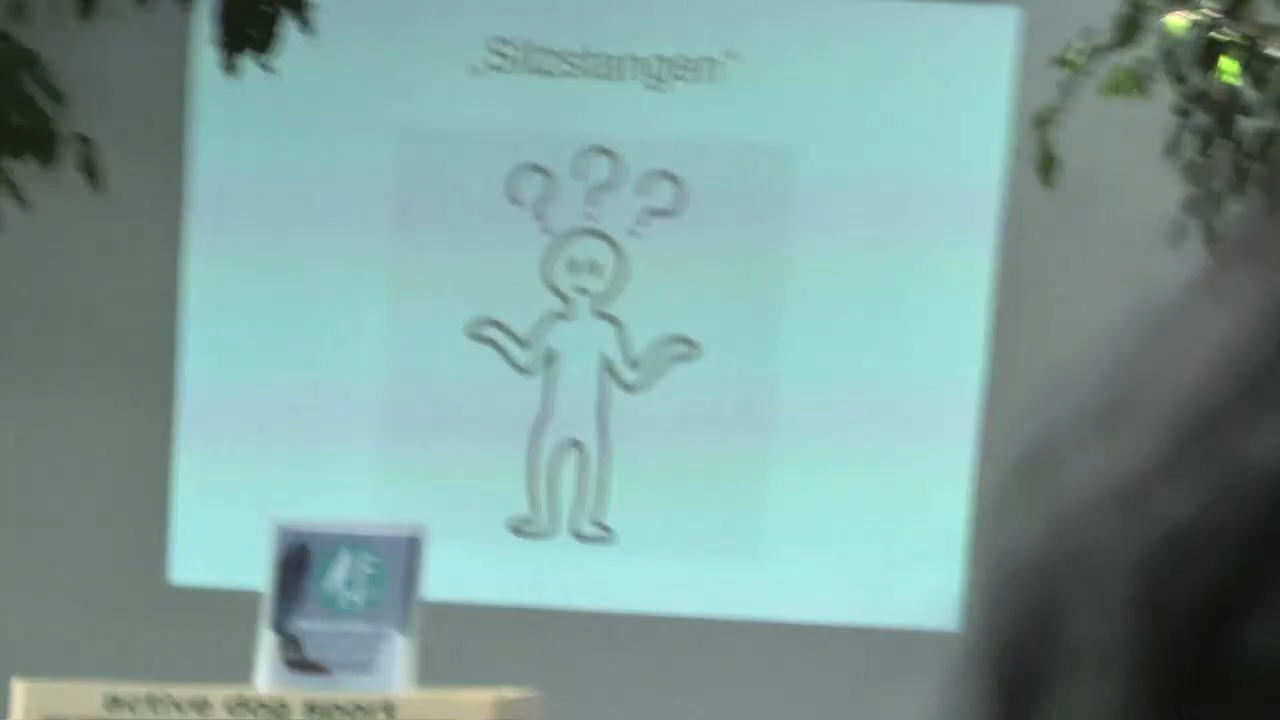 „Sitzstangen“
? ? ?
active dog sport